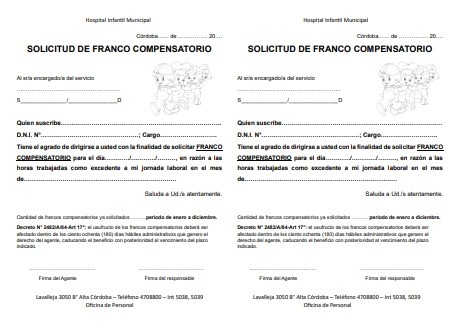 Hospital Infantil Municipal
Córdoba...... de ................ 20....
SOLICITUD DE FRANCO COMPENSATORIO
Al sr/a encargado/a del servicio
............................................
S_______________/________________D
Quien suscribe..........................................................................
D.N.I. N°................................................; Cargo..............................
Tiene el agrado de dirigirse a usted con la finalidad de solicitar FRANCO
COMPENSATORIO para el día........../........../........, en razón a las
horas trabajadas como excedente a mi jornada laboral en el mes
de.....................................................................................
Saluda a Ud./s atentamente.
Cantidad de francos compensatorios ya solicitados ......... periodo de enero a diciembre.
Decreto N° 2482/A/84-Art 17°: el usufructo de los francos compensatorios deberá ser
afectado dentro de los ciento ochenta (180) días hábiles administrativos que genero el
derecho del agente, caducando el beneficio con posterioridad al vencimiento del plazo
indicado.
................................ ................................
Firma del Agente Firma del responsable
Lavalleja 3050 B° Alta Córdoba – Teléfono 4708800 – Int 5038, 5039
Oficina de Personal
Hospital Infantil Municipal
Córdoba...... de ................ 20....
SOLICITUD DE FRANCO COMPENSATORIO
Al sr/a encargado/a del servicio
............................................
S_______________/________________D
Quien suscribe..........................................................................
D.N.I. N°................................................; Cargo..............................
Tiene el agrado de dirigirse a usted con la finalidad de solicitar FRANCO
COMPENSATORIO para el día........../........../........, en razón a las
horas trabajadas como excedente a mi jornada laboral en el mes
de.....................................................................................
Saluda a Ud./s atentamente.
Cantidad de francos compensatorios ya solicitados ......... periodo de enero a diciembre.
Decreto N° 2482/A/84-Art 17°: el usufructo de los francos compensatorios deberá ser
afectado dentro de los ciento ochenta (180) días hábiles administrativos que genero el
derecho del agente, caducando el beneficio con posterioridad al vencimiento del plazo
indicado.
................................ ................................
Firma del Agente Firma del responsable
Lavalleja 3050 B° Alta Córdoba – Teléfono 4708800 – Int 5038, 5039
Oficina de Personal